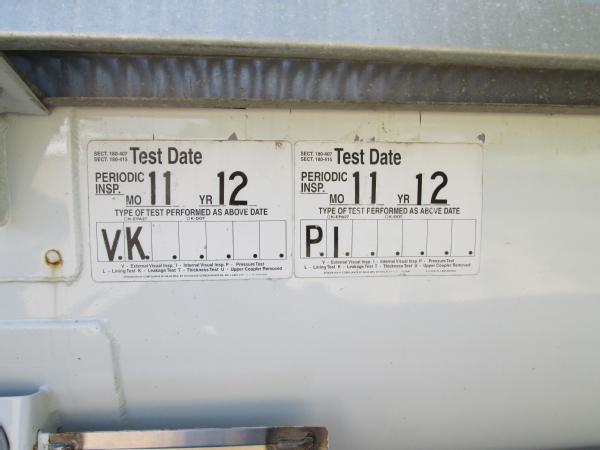 SECT. 180-407
SECT. 180-415
Test Date
PERIODIC
INSP.
MO 11 YR 12
TYPE OF TEST PERFORMED AS ABOVE DATE
K-EPA27 K-DOT
V.K. . . . .
V - External Visual Insp. I - Internal Visual Insp. P - Pressure Test
L - Lining Test K - Leakage Test T - Thickness Test U - Upper Coupler Removed
SECT. 180-407
SECT. 180-415
Test Date
PERIODIC
INSP.
MO 11 YR 12
TYPE OF TEST PERFORMED AS ABOVE DATE
K-EPA27 K-DOT
P.I. . . . .
V - External Visual Insp. I - Internal Visual Insp. P - Pressure Test
L - Lining Test K - Leakage Test T - Thickness Test U - Upper Coupler Removed